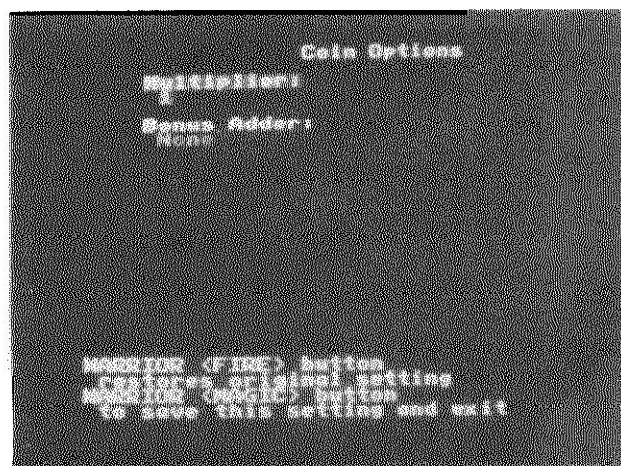 Coin Options
Multiplier:
1
Bonus Adder:
None
WARRIOR <FIRE> button
restores original setting
WARRIOR <MAGIC> button
to save this setting and exit